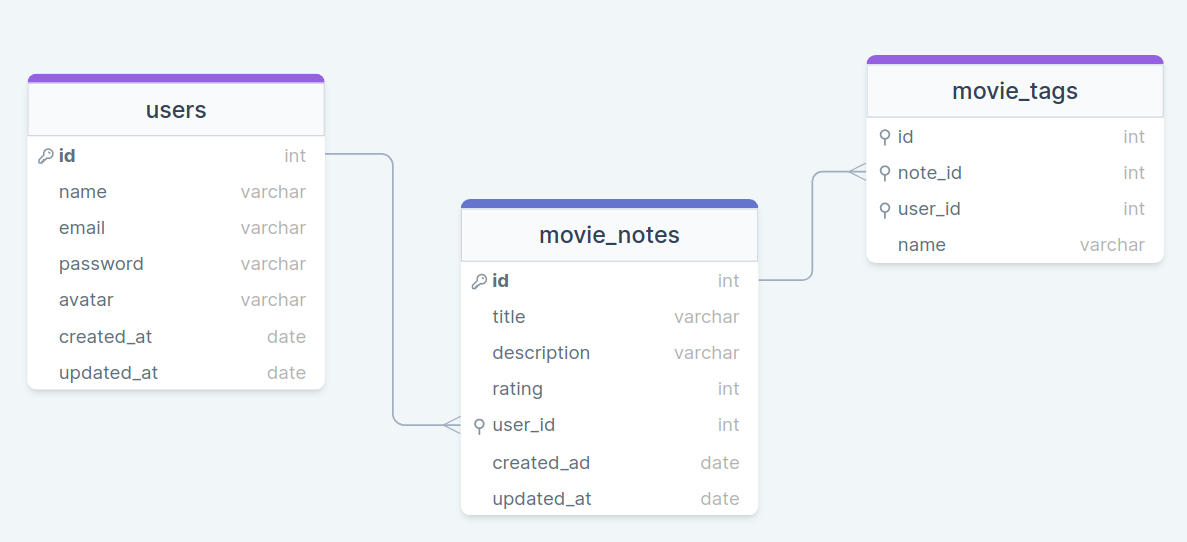 users
id int
name varchar
email varchar
password varchar
avatar varchar
created_at date
updated_at date
movie_notes
id int
title varchar
description varchar
rating int
user_id int
created_ad date
updated_at date
movie_tags
id int
note_id int
user_id int
name varchar